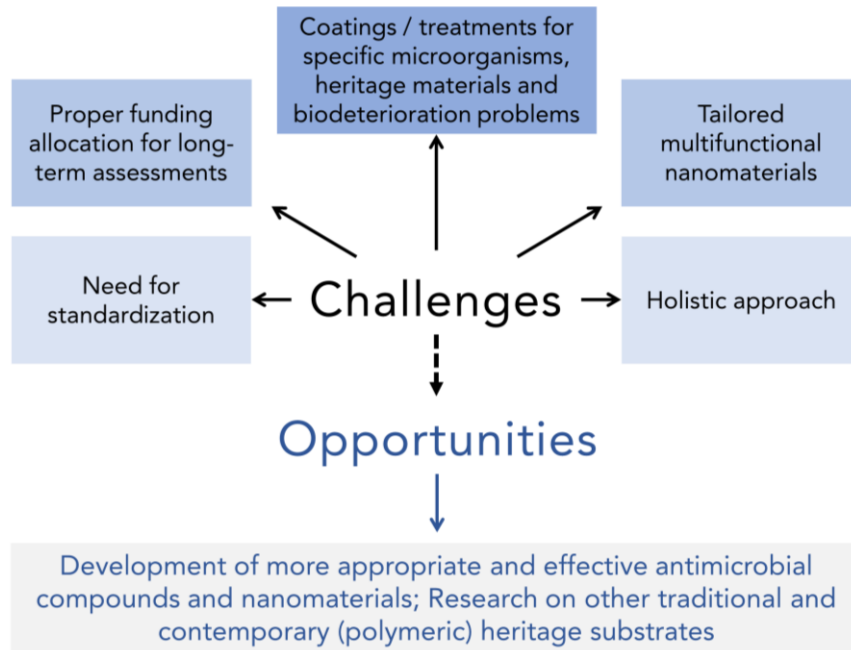 Coatings / treatments for
specific microorganisms,
heritage materials and
biodeterioration problems
Proper funding
allocation for long-
term assessments
Tailored
multifunctional
nanomaterials
Need for
standardization
Challenges
Holistic approach
Opportunities
Development of more appropriate and effective antimicrobial
compounds and nanomaterials; Research on other traditional and
contemporary (polymeric) heritage substrates